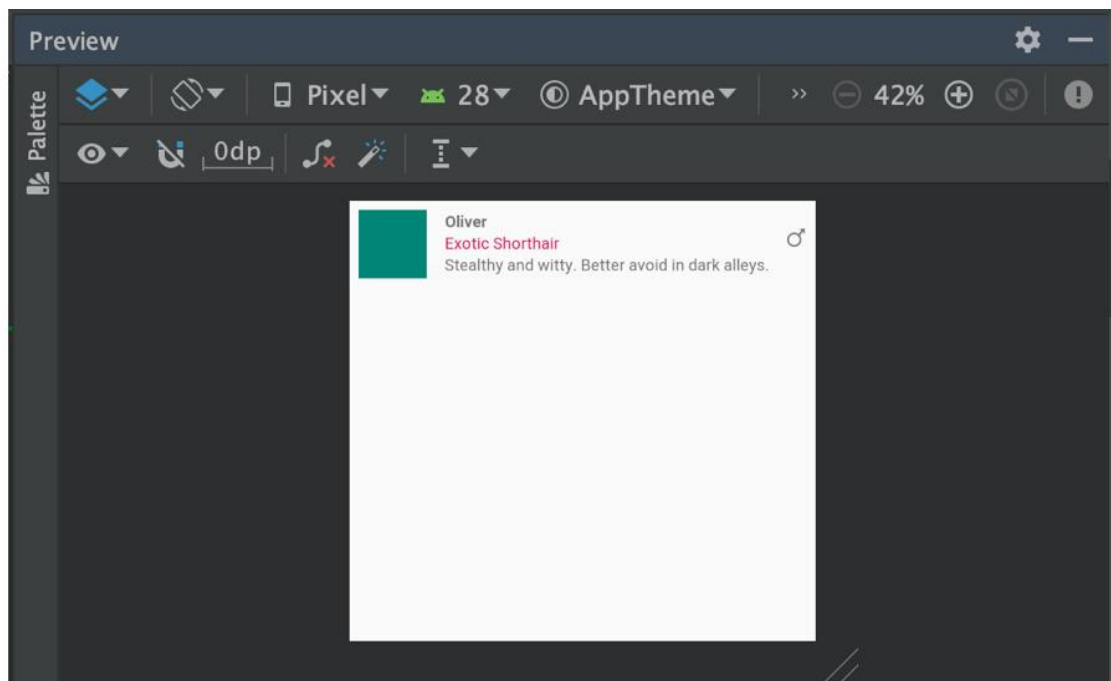 Preview
Palette
Pixel 28 AppTheme >> 42%
0dp
Oliver
Exotic Shorthair
♂
Stealthy and witty. Better avoid in dark alleys.